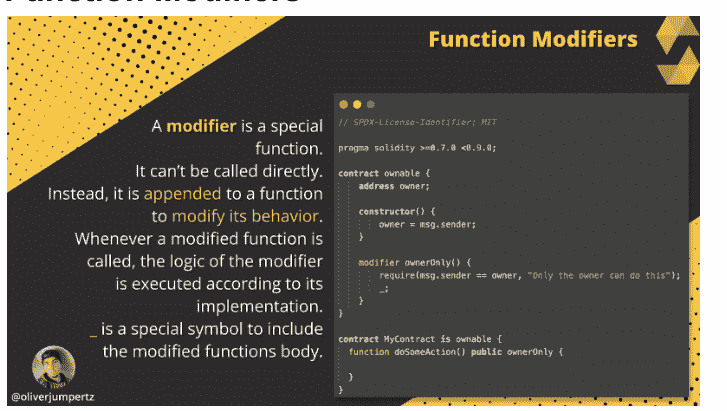 Function Modifiers
Function Modifiers
A modifier is a special
function.
It can't be called directly.
Instead, it is appended to a function
to modify its behavior.
Whenever a modified function is
called, the logic of the modifier
is executed according to its
implementation.
_ is a special symbol to include
the modified functions body.
@oliverjumpertz
// SPDX-License-Identifier: MIT
pragma solidity >=0.7.0 <0.9.0;
contract ownable {
address owner;
constructor() {
owner = msg.sender;
}
modifier ownerOnly() {
require(msg.sender == owner, "Only the owner can do this");
_;
}
}
contract MyContract is ownable {
function doSomeAction() public ownerOnly {
}
}